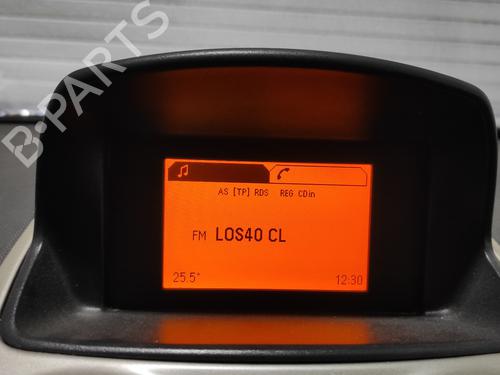 B-PARTS
AS [TP] RDS REG CDin
FM LOS40 CL
25.5° 12:30